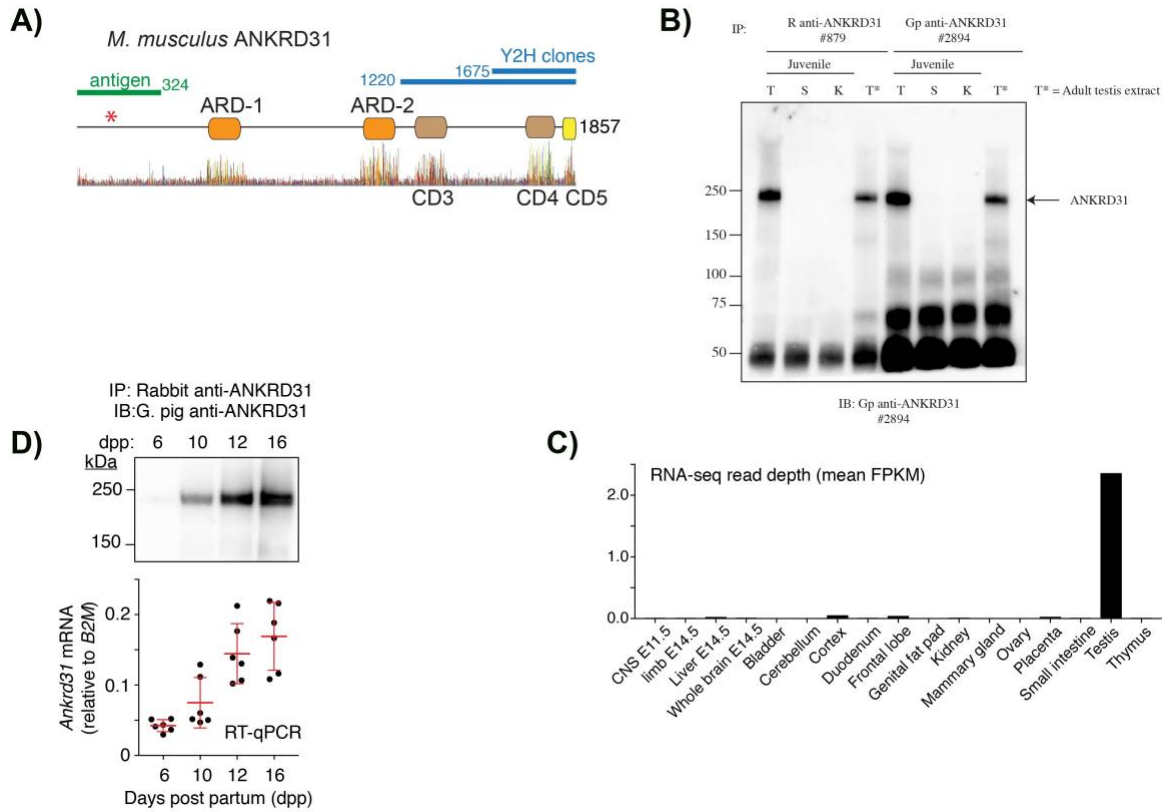 A)
M. musculus ANKRD31
Y2H clones
antigen
324
1220
1675
*
ARD-1
ARD-2
1857
CD3
CD4
CD5
B)
IP:
R anti-ANKRD31
#879
Gp anti-ANKRD31
#2894
Juvenile
Juvenile
T S K T* T S K T*
T* = Adult testis extract
250
150
100
75
50
ANKRD31
IB: Gp anti-ANKRD31
#2894
IP: Rabbit anti-ANKRD31
IB:G. pig anti-ANKRD31
D)
dpp: 6 10 12 16
kDa
250
150
Ankrd31 mRNA
(relative to B2M)
0.2
0.1
0
RT-qPCR
6 10 12 16
Days post partum (dpp)
C)
RNA-seq read depth (mean FPKM)
2.0
1.0
0.0
CNS E11.5
limb E14.5
Liver E14.5
Whole brain E14.5
Bladder
Cerebellum
Cortex
Duodenum
Frontal lobe
Genital fat pad
Kidney
Mammary gland
Ovary
Placenta
Small intestine
Testis
Thymus